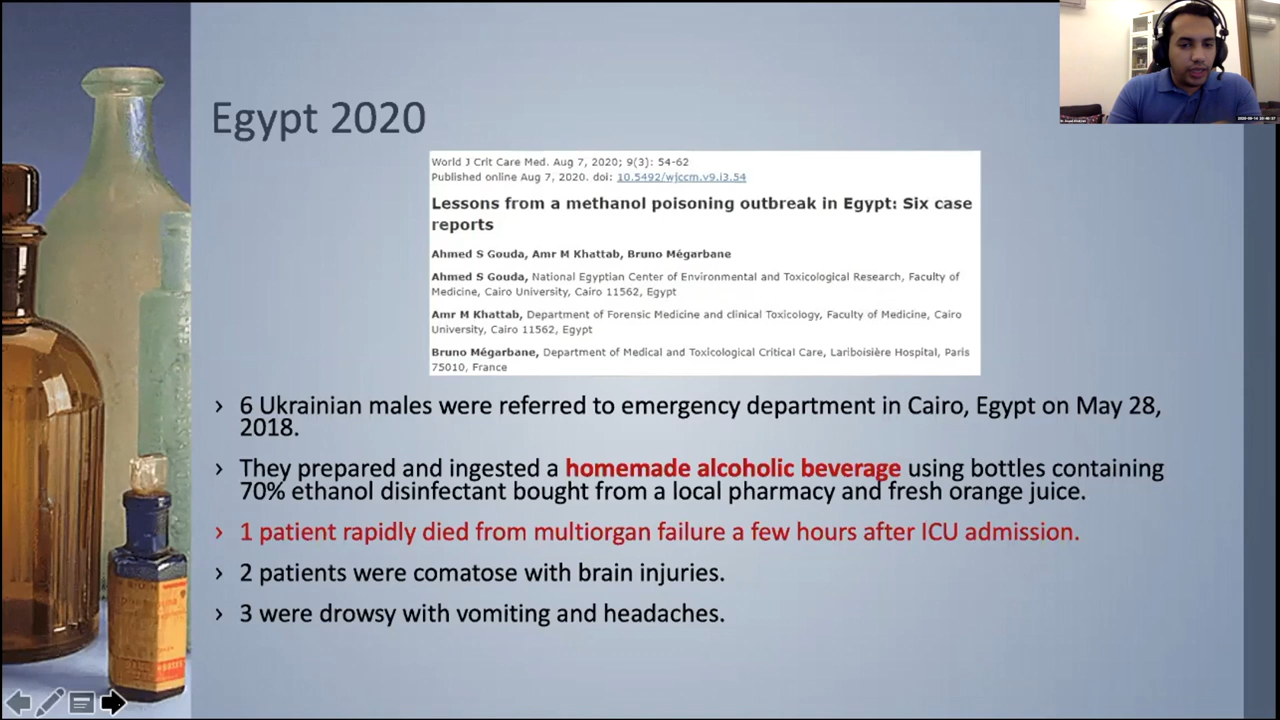 Egypt 2020
World J Crit Care Med. Aug 7, 2020; 9(3): 54-62
Published online Aug 7, 2020. doi: 10.5492/wjccm.v9.i3.54
Lessons from a methanol poisoning outbreak in Egypt: Six case
reports
Ahmed S Gouda, Amr M Khattab, Bruno Mégarbane
Ahmed S Gouda, National Egyptian Center of Environmental and Toxicological Research, Faculty of
Medicine, Cairo University, Cairo 11562, Egypt
Amr M Khattab, Department of Forensic Medicine and clinical Toxicology, Faculty of Medicine, Cairo
University, Cairo 11562, Egypt
Bruno Mégarbane, Department of Medical and Toxicological Critical Care, Lariboisière Hospital, Paris
75010, France
› 6 Ukrainian males were referred to emergency department in Cairo, Egypt on May 28,
2018.
› They prepared and ingested a homemade alcoholic beverage using bottles containing
70% ethanol disinfectant bought from a local pharmacy and fresh orange juice.
› 1 patient rapidly died from multiorgan failure a few hours after ICU admission.
› 2 patients were comatose with brain injuries.
› 3 were drowsy with vomiting and headaches.